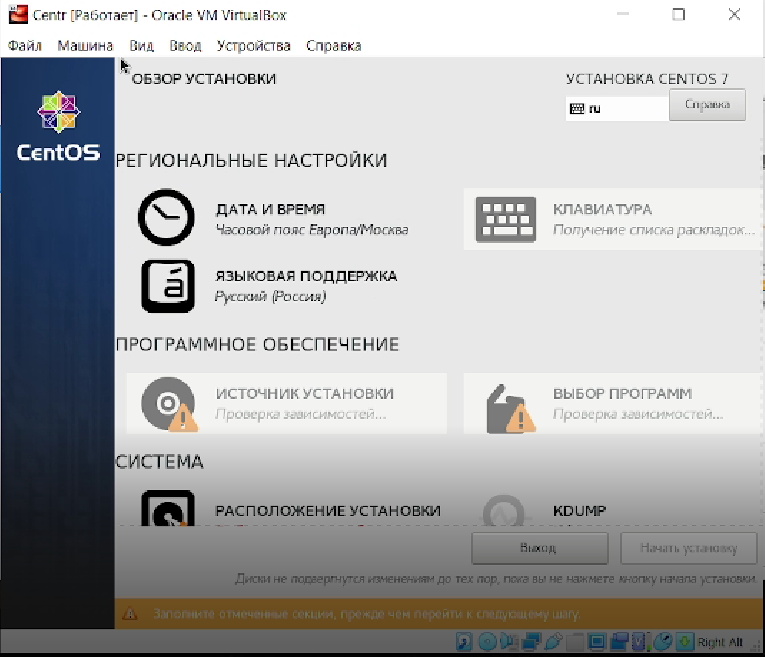 Centr [Работает] - Oracle VM VirtualBox
Файл Машина Вид Ввод Устройства Справка
ОБЗОР УСТАНОВКИ
УСТАНОВКА CENTOS 7
ru
Справка
CentOS
РЕГИОНАЛЬНЫЕ НАСТРОЙКИ
ДАТА И ВРЕМЯ
Часовой пояс Европа/Москва
КЛАВИАТУРА
Получение списка раскладок...
ЯЗЫКОВАЯ ПОДДЕРЖКА
Русский (Россия)
ПРОГРАММНОЕ ОБЕСПЕЧЕНИЕ
ИСТОЧНИК УСТАНОВКИ
Проверка зависимостей...
ВЫБОР ПРОГРАММ
Проверка зависимостей...
СИСТЕМА
РАСПОЛОЖЕНИЕ УСТАНОВКИ
KDUMP
Выход
Начать установку
Диски не подвергнутся изменениям до тех пор, пока вы не нажмете кнопку начала установки.
Заполните отмеченные секции, прежде чем перейти к следующему шагу.
Right Alt